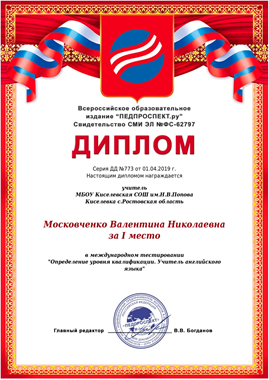 Всероссийское образовательное
издание "ПЕДПРОСПЕКТ.ру"
Свидетельство СМИ ЭЛ №ФС-62797
ДИПЛОМ
Серия ДД №773 от 01.04.2019 г.
Настоящим дипломом награждается
учитель
МБОУ Киселевская СОШ им.Н.В.Попова
Киселевка с.Ростовская область
Московченко Валентина Николаевна
за I место
в международном тестировании
"Определение уровня квалификации. Учитель английского
языка"
Главный редактор
В.В. Богданов